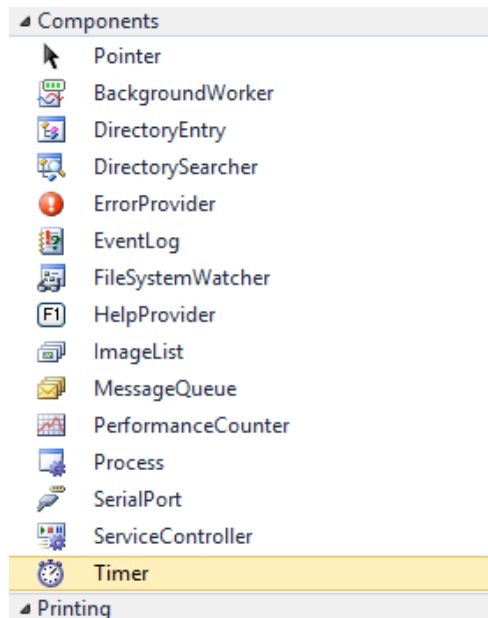 Components
Pointer
BackgroundWorker
DirectoryEntry
DirectorySearcher
ErrorProvider
EventLog
FileSystemWatcher
F1 HelpProvider
ImageList
MessageQueue
PerformanceCounter
Process
SerialPort
ServiceController
Timer
Printing